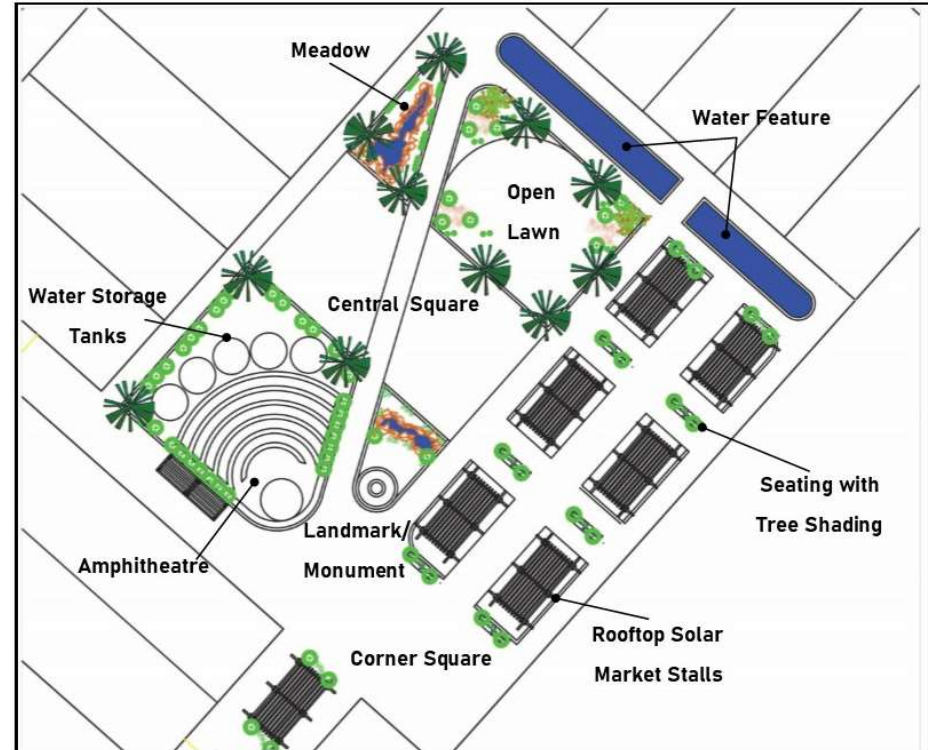 Meadow
Water Feature
Open
Lawn
Water Storage
Tanks
Central Square
Seating with
Tree Shading
Landmark/
Monument
Amphitheatre
Rooftop Solar
Market Stalls
Corner Square